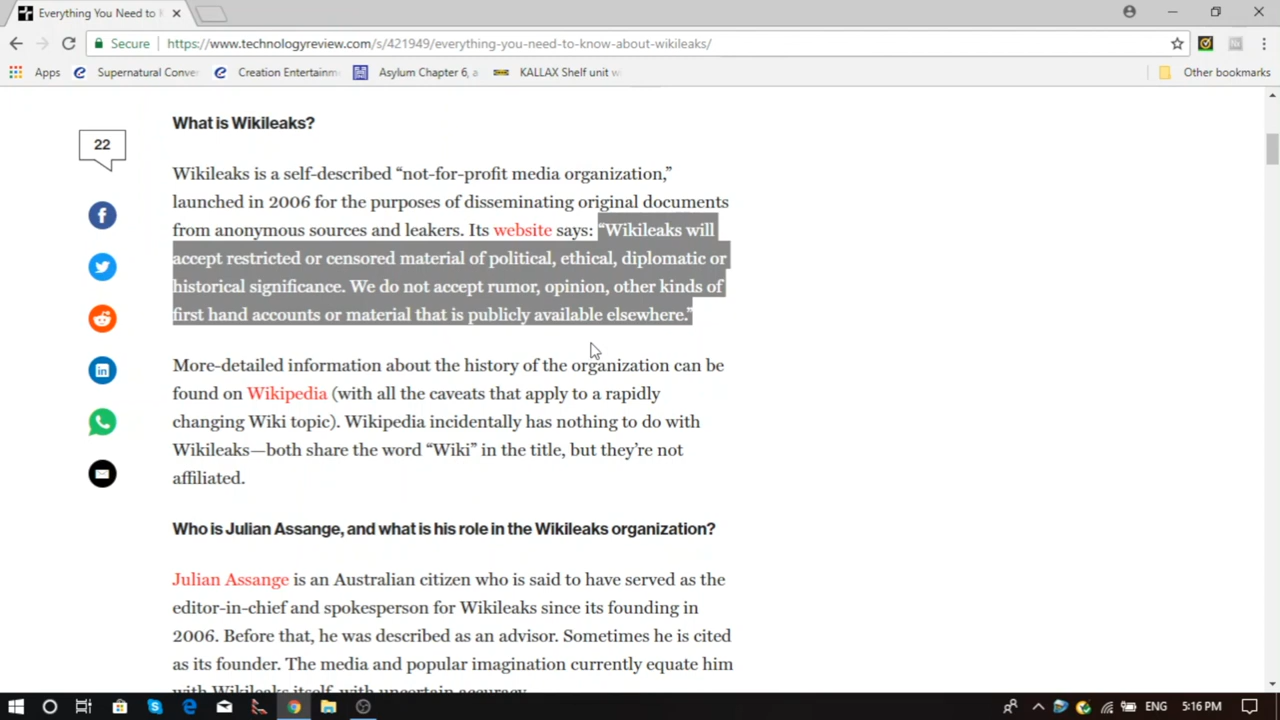 Everything You Need to
Secure https://www.technologyreview.com/s/421949/everything-you-need-to-know-about-wikileaks/
Apps Supernatural Conve Creation Entertainm Asylum Chapter 6, a KALLAX Shelf unit Other bookmarks
What is Wikileaks?
22
Wikileaks is a self-described “not-for-profit media organization,”
launched in 2006 for the purposes of disseminating original documents
from anonymous sources and leakers. Its website says: “Wikileaks will
accept restricted or censored material of political, ethical, diplomatic or
historical significance. We do not accept rumor, opinion, other kinds of
first hand accounts or material that is publicly available elsewhere.”
More-detailed information about the history of the organization can be
found on Wikipedia (with all the caveats that apply to a rapidly
changing Wiki topic). Wikipedia incidentally has nothing to do with
Wikileaks—both share the word “Wiki” in the title, but they’re not
affiliated.
Who is Julian Assange, and what is his role in the Wikileaks organization?
Julian Assange is an Australian citizen who is said to have served as the
editor-in-chief and spokesperson for Wikileaks since its founding in
2006. Before that, he was described as an advisor. Sometimes he is cited
as its founder. The media and popular imagination currently equate him
with Wikileaks itself, with uncertain accuracy.
ENG 5:16 PM